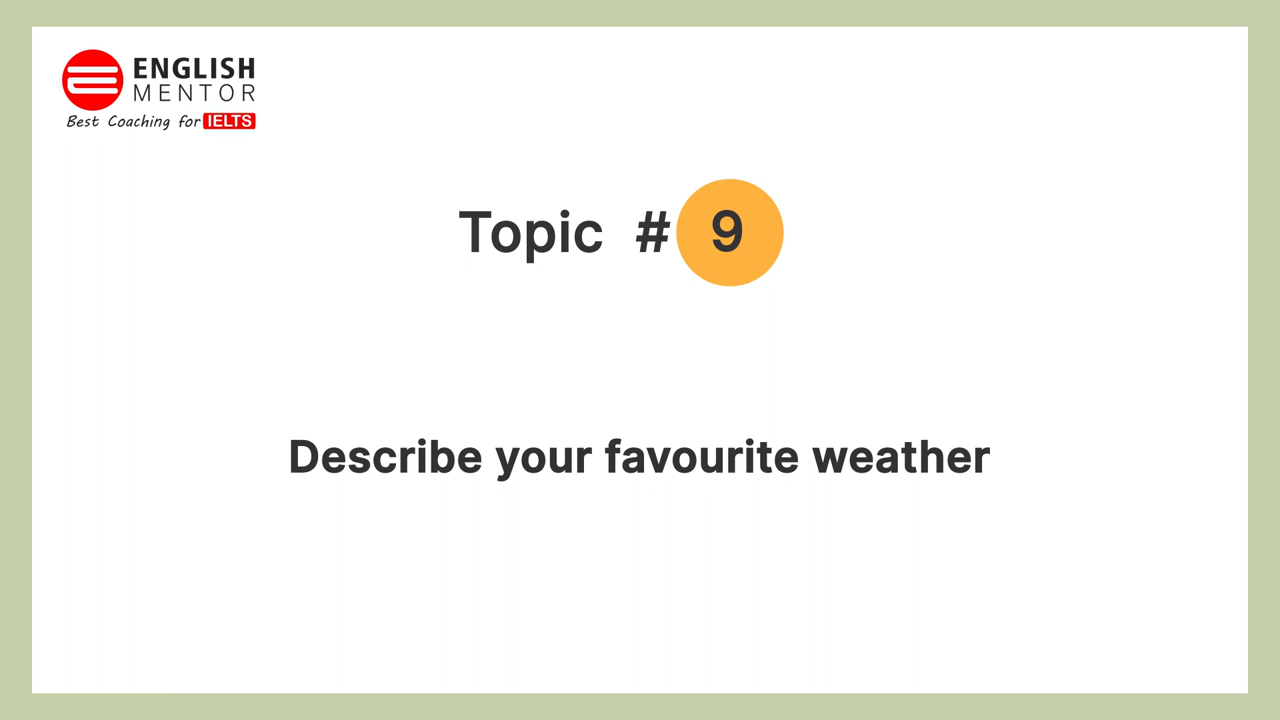 ENGLISH
MENTOR
Best Coaching for IELTS
Topic # 9
Describe your favourite weather